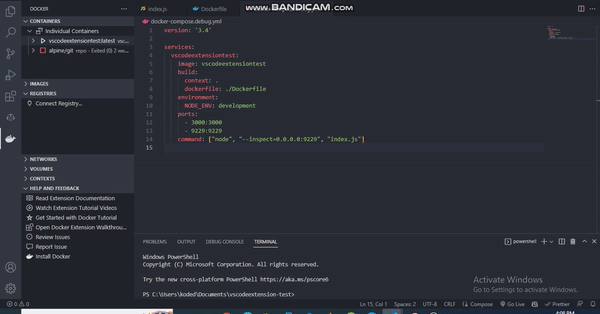 DOCKER
index.js
Dockerfile
www.BANDICAM.com
docker-compose.debug.yml
CONTAINERS
Individual Containers
vscodeextensiontest:latest vsc...
alpine/git repo - Exited (0) 2 we...
IMAGES
REGISTRIES
Connect Registry...
NETWORKS
VOLUMES
CONTEXTS
HELP AND FEEDBACK
Read Extension Documentation
Watch Extension Tutorial Videos
Get Started with Docker Tutorial
Open Docker Extension Walkthrou...
Review Issues
Report Issue
Install Docker
1 version: '3.4'
2
3 services:
4 vscodeextensiontest:
5 image: vscodeextensiontest
6 build:
7 context: .
8 dockerfile: ./Dockerfile
9 environment:
10 NODE_ENV: development
11 ports:
12 - 3000:3000
13 - 9229:9229
14 command: ["node", "--inspect=0.0.0.0:9229", "index.js"]
15
PROBLEMS OUTPUT DEBUG CONSOLE TERMINAL
powershell
Windows PowerShell
Copyright (C) Microsoft Corporation. All rights reserved.
Try the new cross-platform PowerShell https://aka.ms/pscore6
PS C:\Users\koded\Documents\vscodeextension-test>
Activate Windows
Go to Settings to activate Windows.
0 0
Ln 15, Col 1 Spaces: 2 UTF-8 CRLF Compose Go Live Prettier
4:08 PM